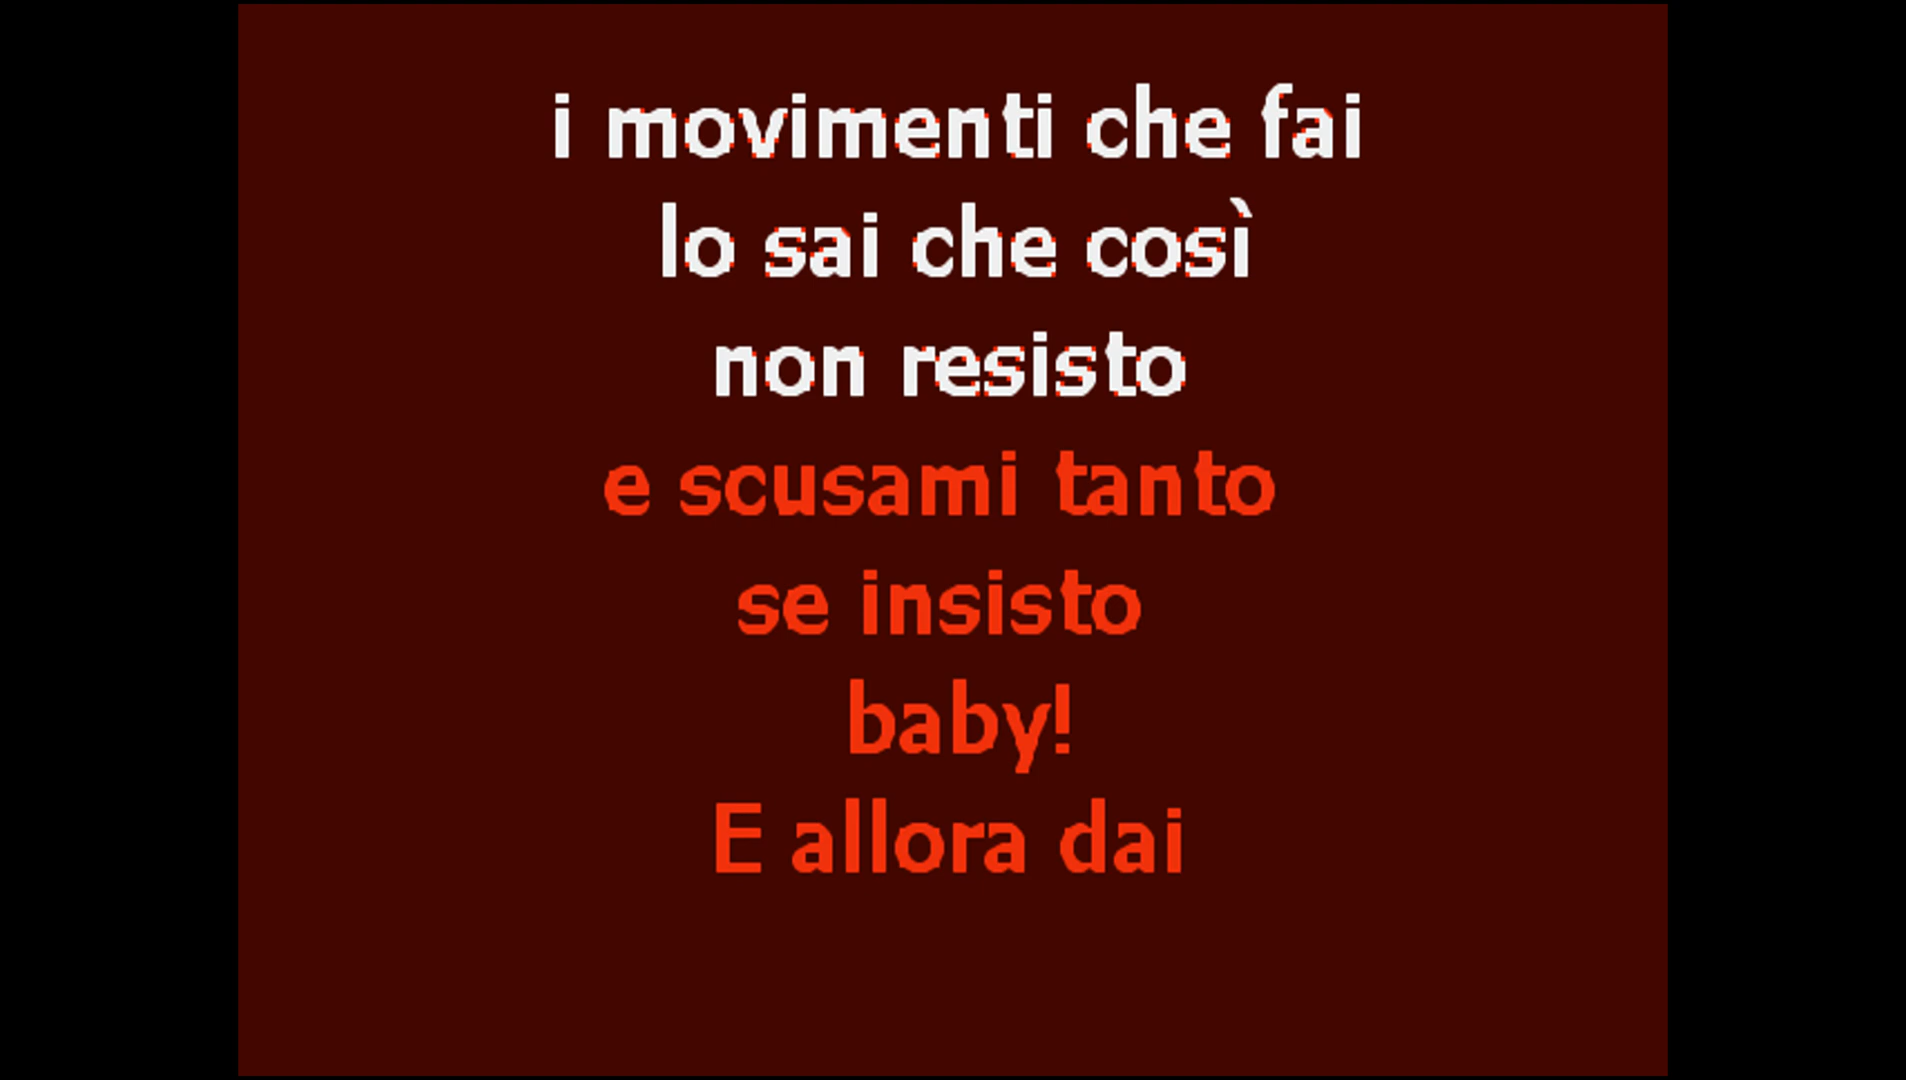 i movimenti che fai
lo sai che così
non resisto
e scusami tanto
se insisto
baby!
E allora dai